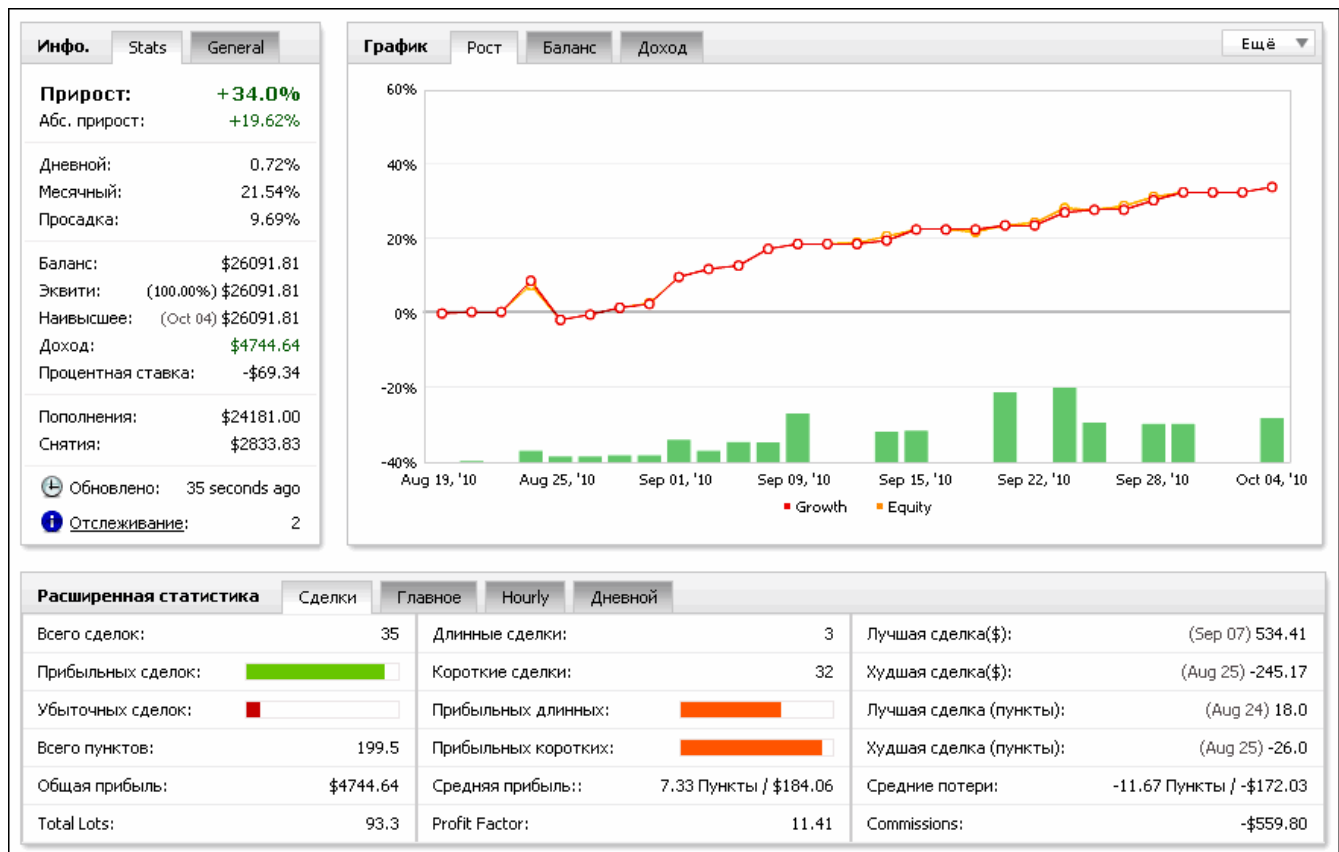 Инфо. Stats General
Прирост: +34.0%
Абс. прирост: +19.62%
Дневной: 0.72%
Месячный: 21.54%
Просадка: 9.69%
Баланс: $26091.81
Эквити: (100.00%) $26091.81
Наивысшее: (Oct 04) $26091.81
Доход: $4744.64
Процентная ставка: -$69.34
Пополнения: $24181.00
Снятия: $2833.83
Обновлено: 35 seconds ago
Отслеживание: 2
График Рост Баланс Доход Ещё
60%
40%
20%
0%
-20%
-40%
Aug 19, '10 Aug 25, '10 Sep 01, '10 Sep 09, '10 Sep 15, '10 Sep 22, '10 Sep 28, '10 Oct 04, '10
Growth Equity
Расширенная статистика Сделки Главное Hourly Дневной
Всего сделок: 35 Длинные сделки: 3 Лучшая сделка($): (Sep 07) 534.41
Прибыльных сделок: Короткие сделки: 32 Худшая сделка($): (Aug 25) -245.17
Убыточных сделок: Прибыльных длинных: Лучшая сделка (пункты): (Aug 24) 18.0
Всего пунктов: 199.5 Прибыльных коротких: Худшая сделка (пункты): (Aug 25) -26.0
Общая прибыль: $4744.64 Средняя прибыль:: 7.33 Пункты / $184.06 Средние потери: -11.67 Пункты / -$172.03
Total Lots: 93.3 Profit Factor: 11.41 Commissions: -$559.80